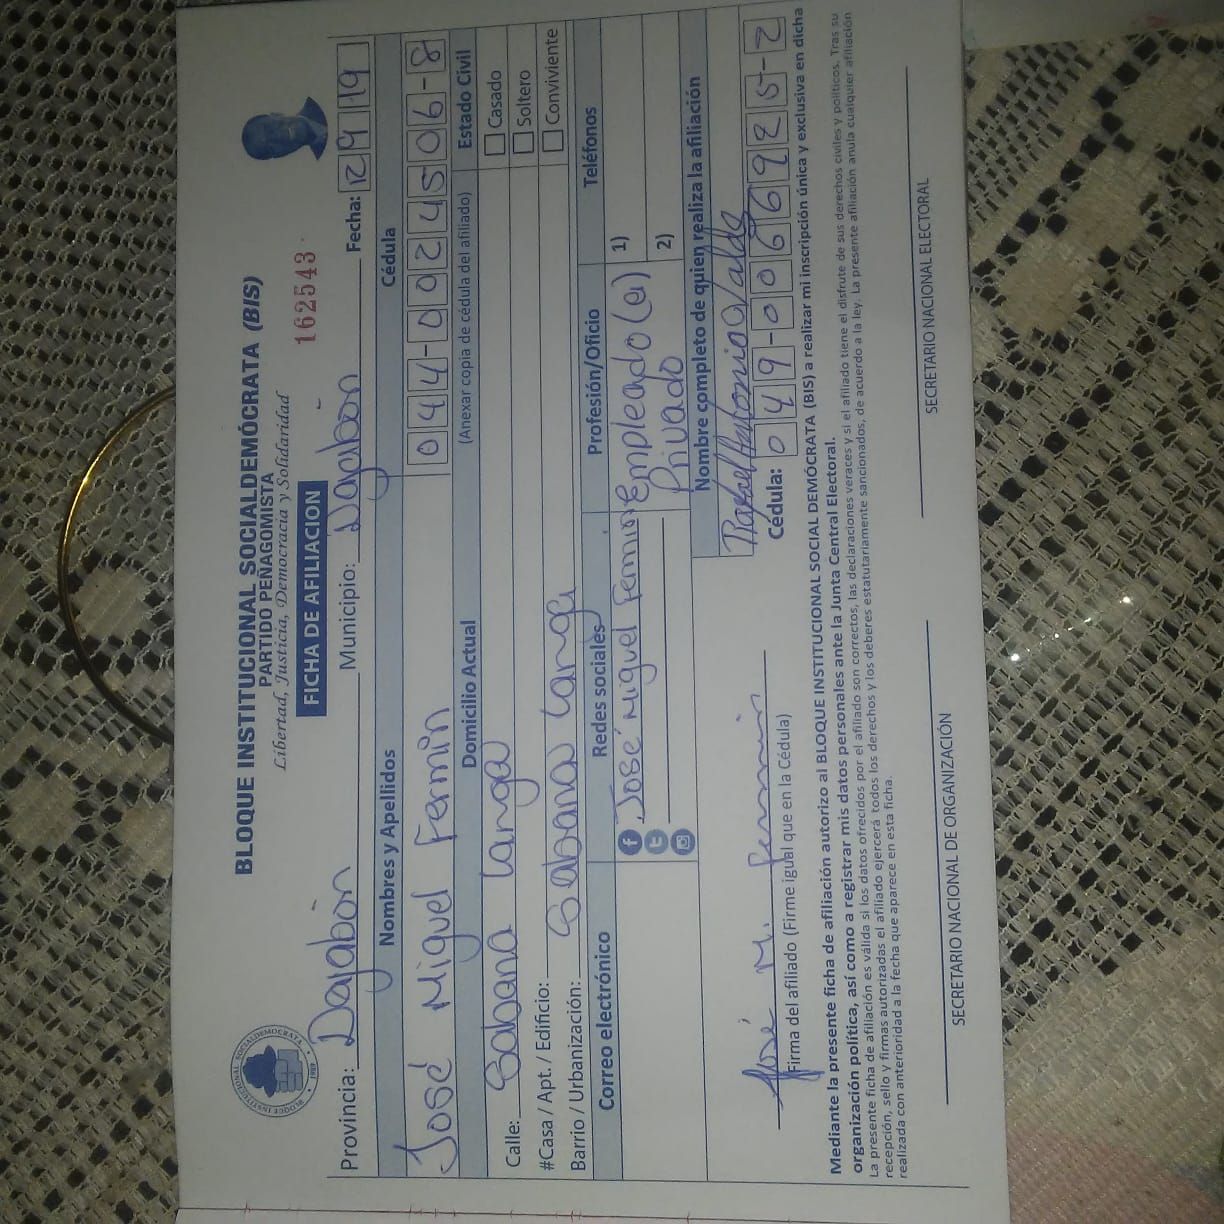 BLOQUE INSTITUCIONAL SOCIALDEMÓCRATA (BIS)
PARTIDO PEÑAGOMISTA
Libertad, Justicia, Democracia y Solidaridad
162543
FICHA DE AFILIACION
Provincia: Dajabon Municipio: Dajabón Fecha: 12 9 19
Nombres y Apellidos Cédula
José Miguel Fermin 044-0024506-8
Domicilio Actual (Anexar copia de cédula del afiliado) Estado Civil
Calle: Sabana Larga
Casado
#Casa / Apt. / Edificio:
Soltero
Barrio / Urbanización: Sabana Larga
Conviviente
Correo electrónico Redes sociales Profesión/Oficio Teléfonos
José Miguel Fermin Empleado (a) 1)
Privado 2)
Nombre completo de quien realiza la afiliación
Rafael Antonio Valdez
José M. Fermin
Cédula: 049-0066925-2
Firma del afiliado (Firme igual que en la Cédula)
Mediante la presente ficha de afiliación autorizo al BLOQUE INSTITUCIONAL SOCIAL DEMÓCRATA (BIS) a realizar mi inscripción única y exclusiva en dicha
organización política, así como a registrar mis datos personales ante la Junta Central Electoral.
La presente ficha de afiliación es válida si los datos ofrecidos por el afiliado son correctos, las declaraciones veraces y si el afiliado tiene el disfrute de sus derechos civiles y políticos. Tras su
recepción, sello y firmas autorizadas el afiliado ejercerá todos los derechos y los deberes estatutariamente sancionados, de acuerdo a la ley. La presente afiliación anula cualquier afiliación
realizada con anterioridad a la fecha que aparece en esta ficha.
SECRETARIO NACIONAL DE ORGANIZACIÓN SECRETARIO NACIONAL ELECTORAL